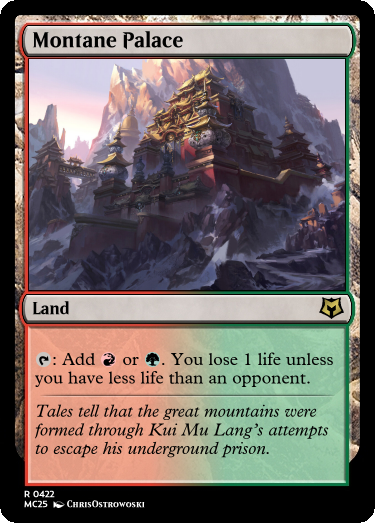 Montane Palace
Land
: Add or . You lose 1 life unless
you have less life than an opponent.
Tales tell that the great mountains were
formed through Kui Mu Lang's attempts
to escape his underground prison.
R 0422
MC25 ChrisOstrowoski